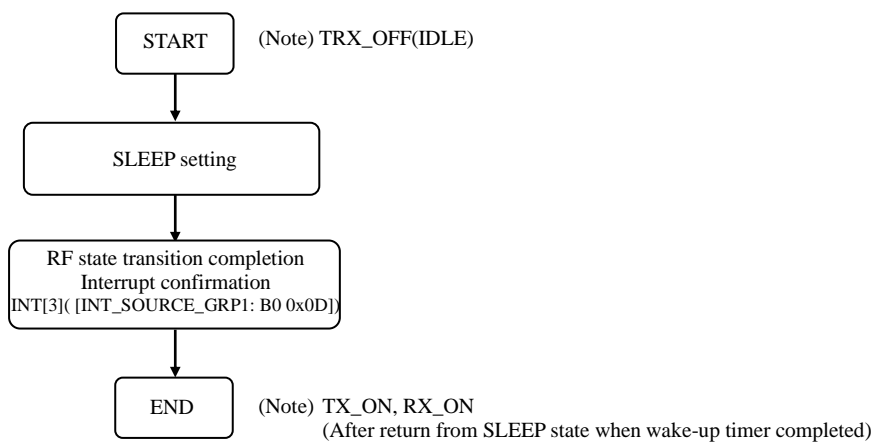 START
(Note) TRX_OFF(IDLE)
SLEEP setting
RF state transition completion
Interrupt confirmation
INT[3]( [INT_SOURCE_GRP1: B0 0x0D])
END
(Note) TX_ON, RX_ON
(After return from SLEEP state when wake-up timer completed)